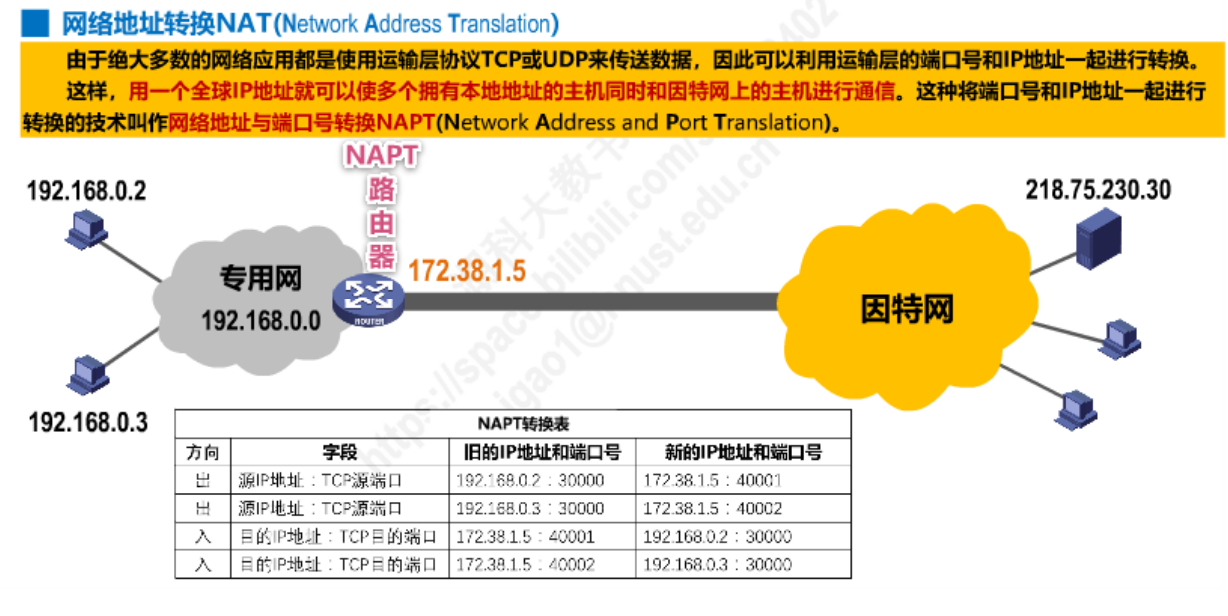 网络地址转换NAT(Network Address Translation)
由于绝大多数的网络应用都是使用运输层协议TCP或UDP来传送数据，因此可以利用运输层的端口号和IP地址一起进行转换。
这样，用一个全球IP地址就可以使多个拥有本地地址的主机同时和因特网上的主机进行通信。这种将端口号和IP地址一起进行
转换的技术叫作网络地址与端口号转换NAPT(Network Address and Port Translation)。
NAPT
路
由
器
192.168.0.2
218.75.230.30
172.38.1.5
专用网
192.168.0.0
ROUTER
因特网
192.168.0.3
NAPT转换表
方向 字段 旧的IP地址和端口号 新的IP地址和端口号
出 源IP地址：TCP源端口 192.168.0.2：30000 172.38.1.5：40001
出 源IP地址：TCP源端口 192.168.0.3：30000 172.38.1.5：40002
入 目的IP地址：TCP目的端口 172.38.1.5：40001 192.168.0.2：30000
入 目的IP地址：TCP目的端口 172.38.1.5：40002 192.168.0.3：30000